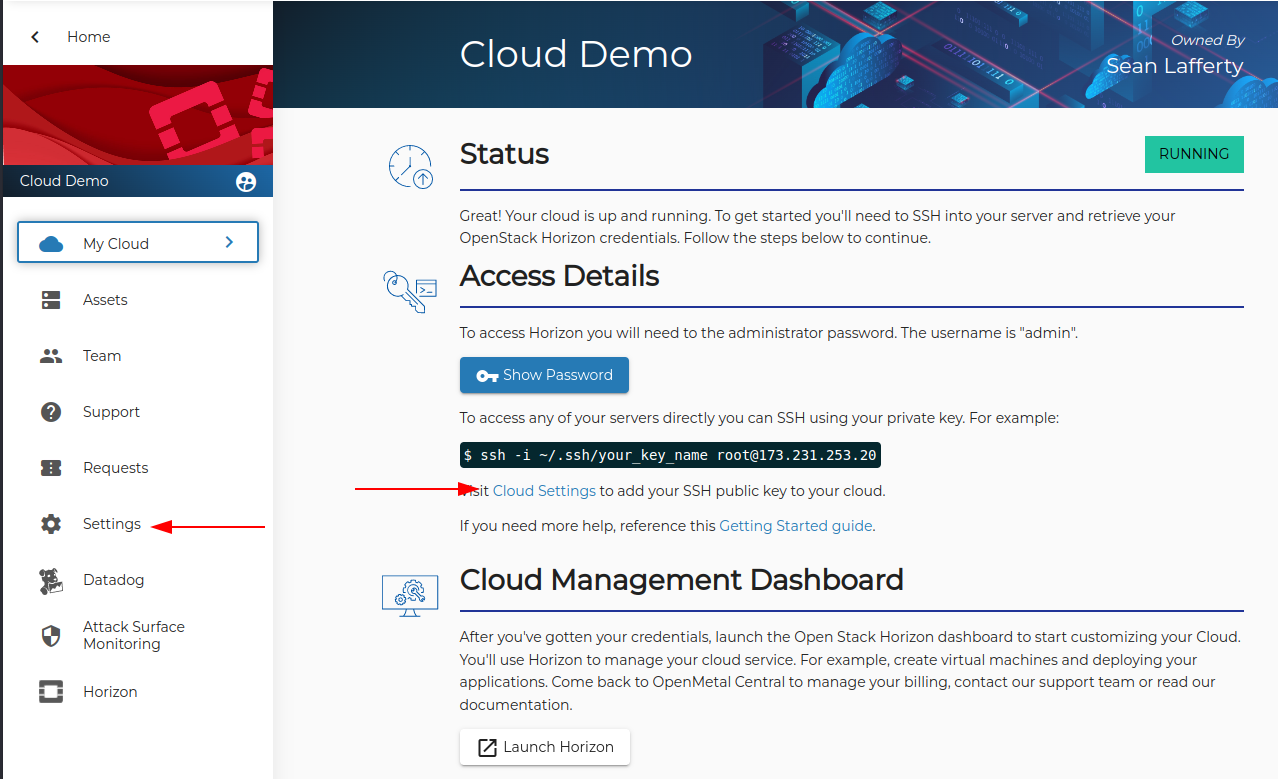 Home
Cloud Demo
My Cloud
Assets
Team
Support
Requests
Settings
Datadog
Attack Surface
Monitoring
Horizon
Cloud Demo
Owned By
Sean Lafferty
Status
RUNNING
Great! Your cloud is up and running. To get started you'll need to SSH into your server and retrieve your
OpenStack Horizon credentials. Follow the steps below to continue.
Access Details
To access Horizon you will need to the administrator password. The username is "admin".
Show Password
To access any of your servers directly you can SSH using your private key. For example:
$ ssh -i ~/.ssh/your_key_name root@173.231.253.20
Visit Cloud Settings to add your SSH public key to your cloud.
If you need more help, reference this Getting Started guide.
Cloud Management Dashboard
After you've gotten your credentials, launch the Open Stack Horizon dashboard to start customizing your Cloud.
You'll use Horizon to manage your cloud service. For example, create virtual machines and deploying your
applications. Come back to OpenMetal Central to manage your billing, contact our support team or read our
documentation.
Launch Horizon